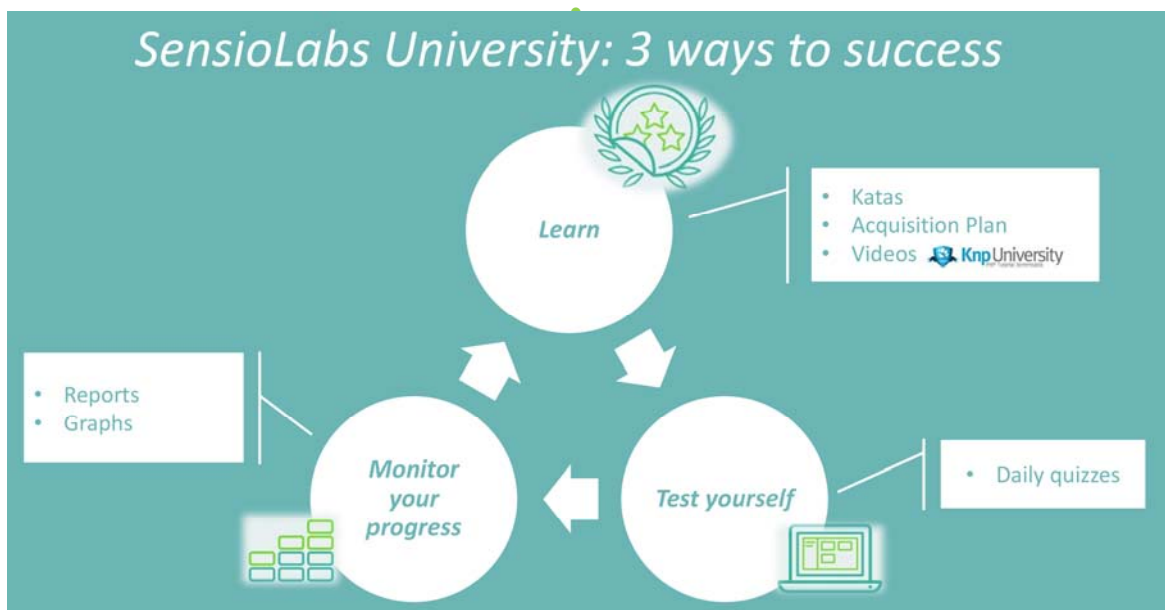 SensioLabs University: 3 ways to success
Learn
• Katas
• Acquisition Plan
• Videos KnpUniversity
• Reports
• Graphs
Monitor
your
progress
Test yourself
• Daily quizzes